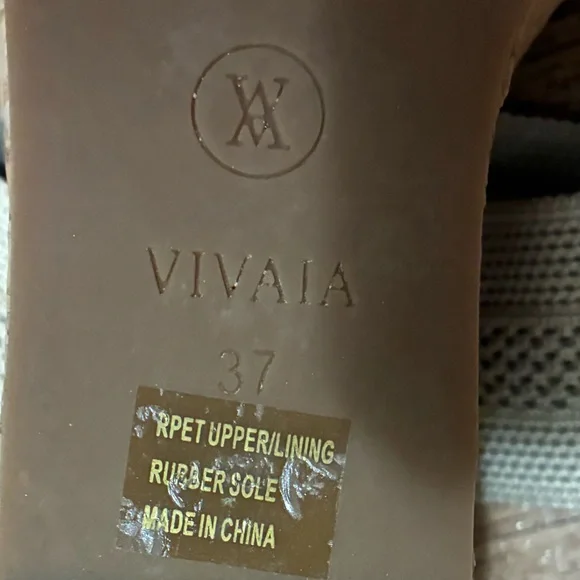 VIVAIA
37
RPET UPPER/LINING
RUBBER SOLE
MADE IN CHINA